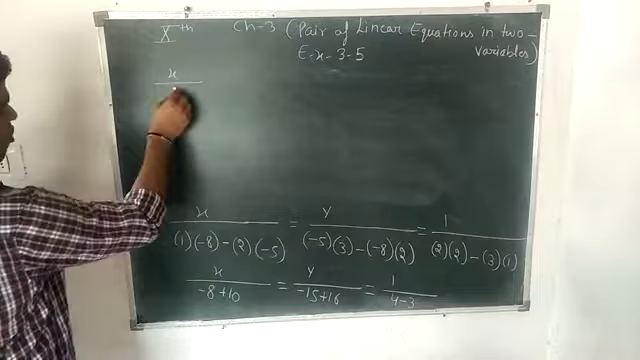 Xth Ch-3 (Pair of Linear Equations in two-variables)
Ex-3.5
x
x / (1)(-8)-(2)(-5) = y / (-5)(3)-(-8)(2) = 1 / (2)(2)-(3)(1)
x / -8+10 = y / -15+16 = 1 / 4-3